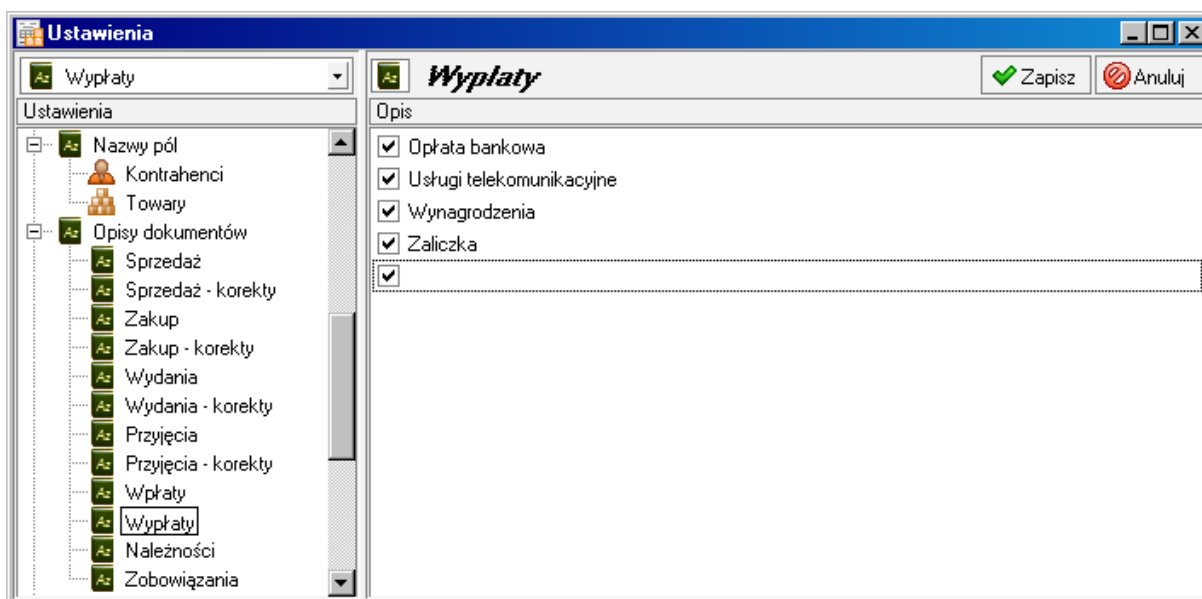 Ustawienia
Wypłaty
Ustawienia
Nazwy pól
Kontrahenci
Towary
Opisy dokumentów
Sprzedaż
Sprzedaż - korekty
Zakup
Zakup - korekty
Wydania
Wydania - korekty
Przyjęcia
Przyjęcia - korekty
Wpłaty
Wypłaty
Należności
Zobowiązania
Wypłaty
Zapisz
Anuluj
Opis
Opłata bankowa
Usługi telekomunikacyjne
Wynagrodzenia
Zaliczka